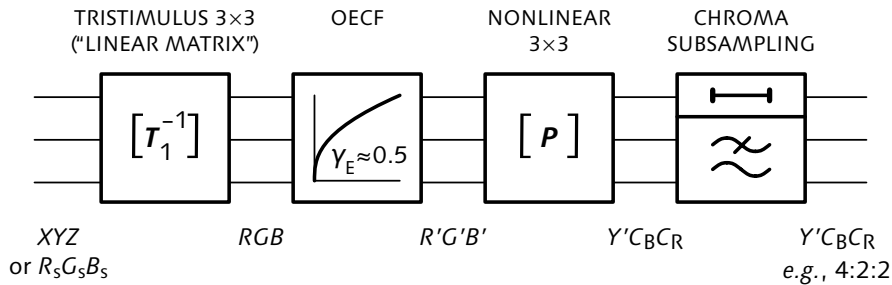 TRISTIMULUS 3×3
("LINEAR MATRIX")
OECF
NONLINEAR
3×3
CHROMA
SUBSAMPLING
[T₁⁻¹]
γE≈0.5
[P]
XYZ
or RsGsBs
RGB
R'G'B'
Y'CBCR
Y'CBCR
e.g., 4:2:2